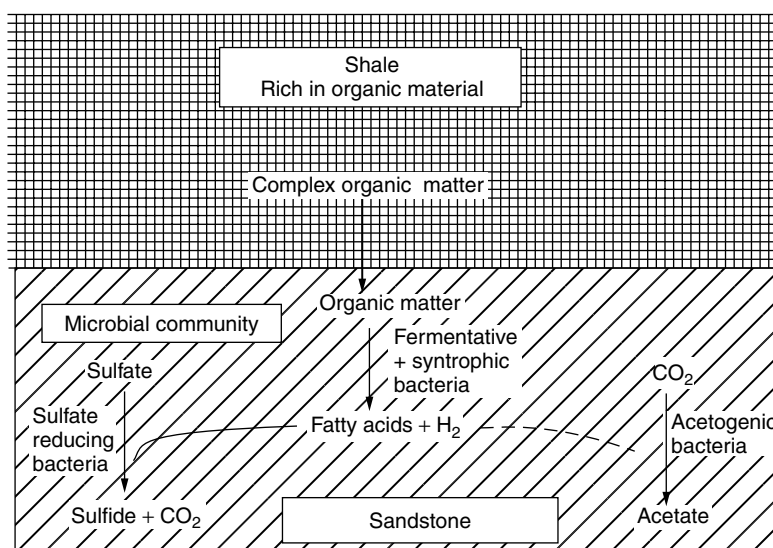 Shale
Rich in organic material
Complex organic matter
Organic matter
Microbial community
Fermentative
+ syntrophic
bacteria
Sulfate
CO₂
Sulfate
reducing
bacteria
Fatty acids + H₂
Acetogenic
bacteria
Sulfide + CO₂
Sandstone
Acetate